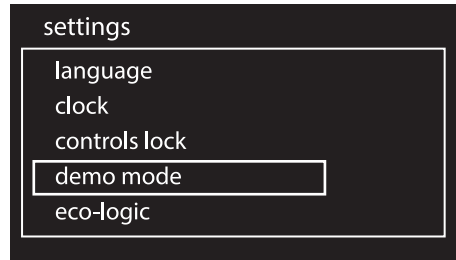 settings
language
clock
controls lock
demo mode
eco-logic